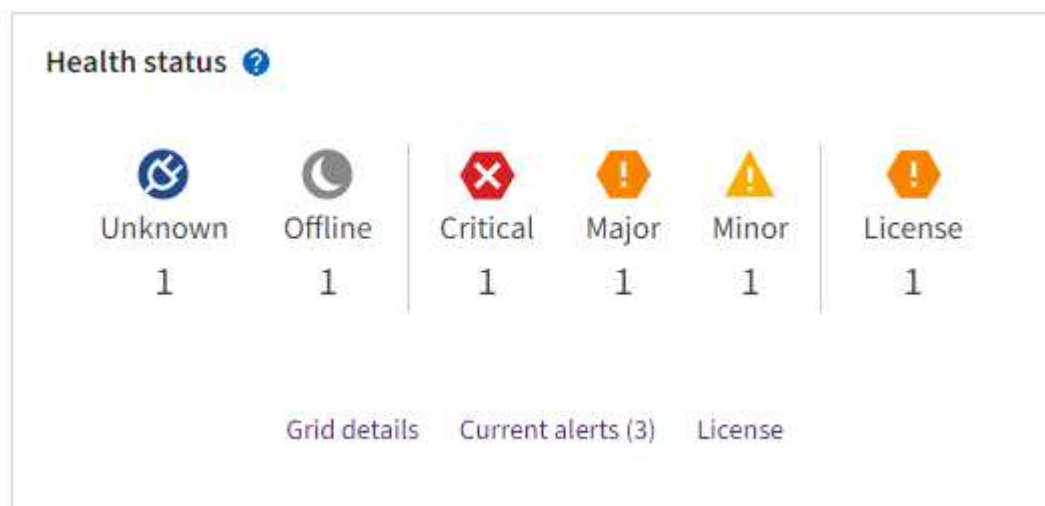 Health status ?
Unknown Offline Critical Major Minor License
1 1 1 1 1 1
Grid details Current alerts (3) License